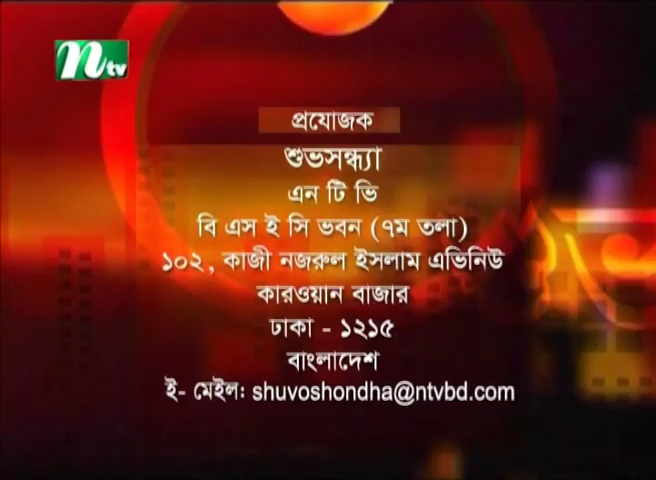 ntv
প্রযোজক
শুভসন্ধ্যা
এন টি ভি
বি এস ই সি ভবন (৭ম তলা)
১০২, কাজী নজরুল ইসলাম এভিনিউ
কারওয়ান বাজার
ঢাকা - ১২১৫
বাংলাদেশ
ই- মেইল: shuvoshondha@ntvbd.com